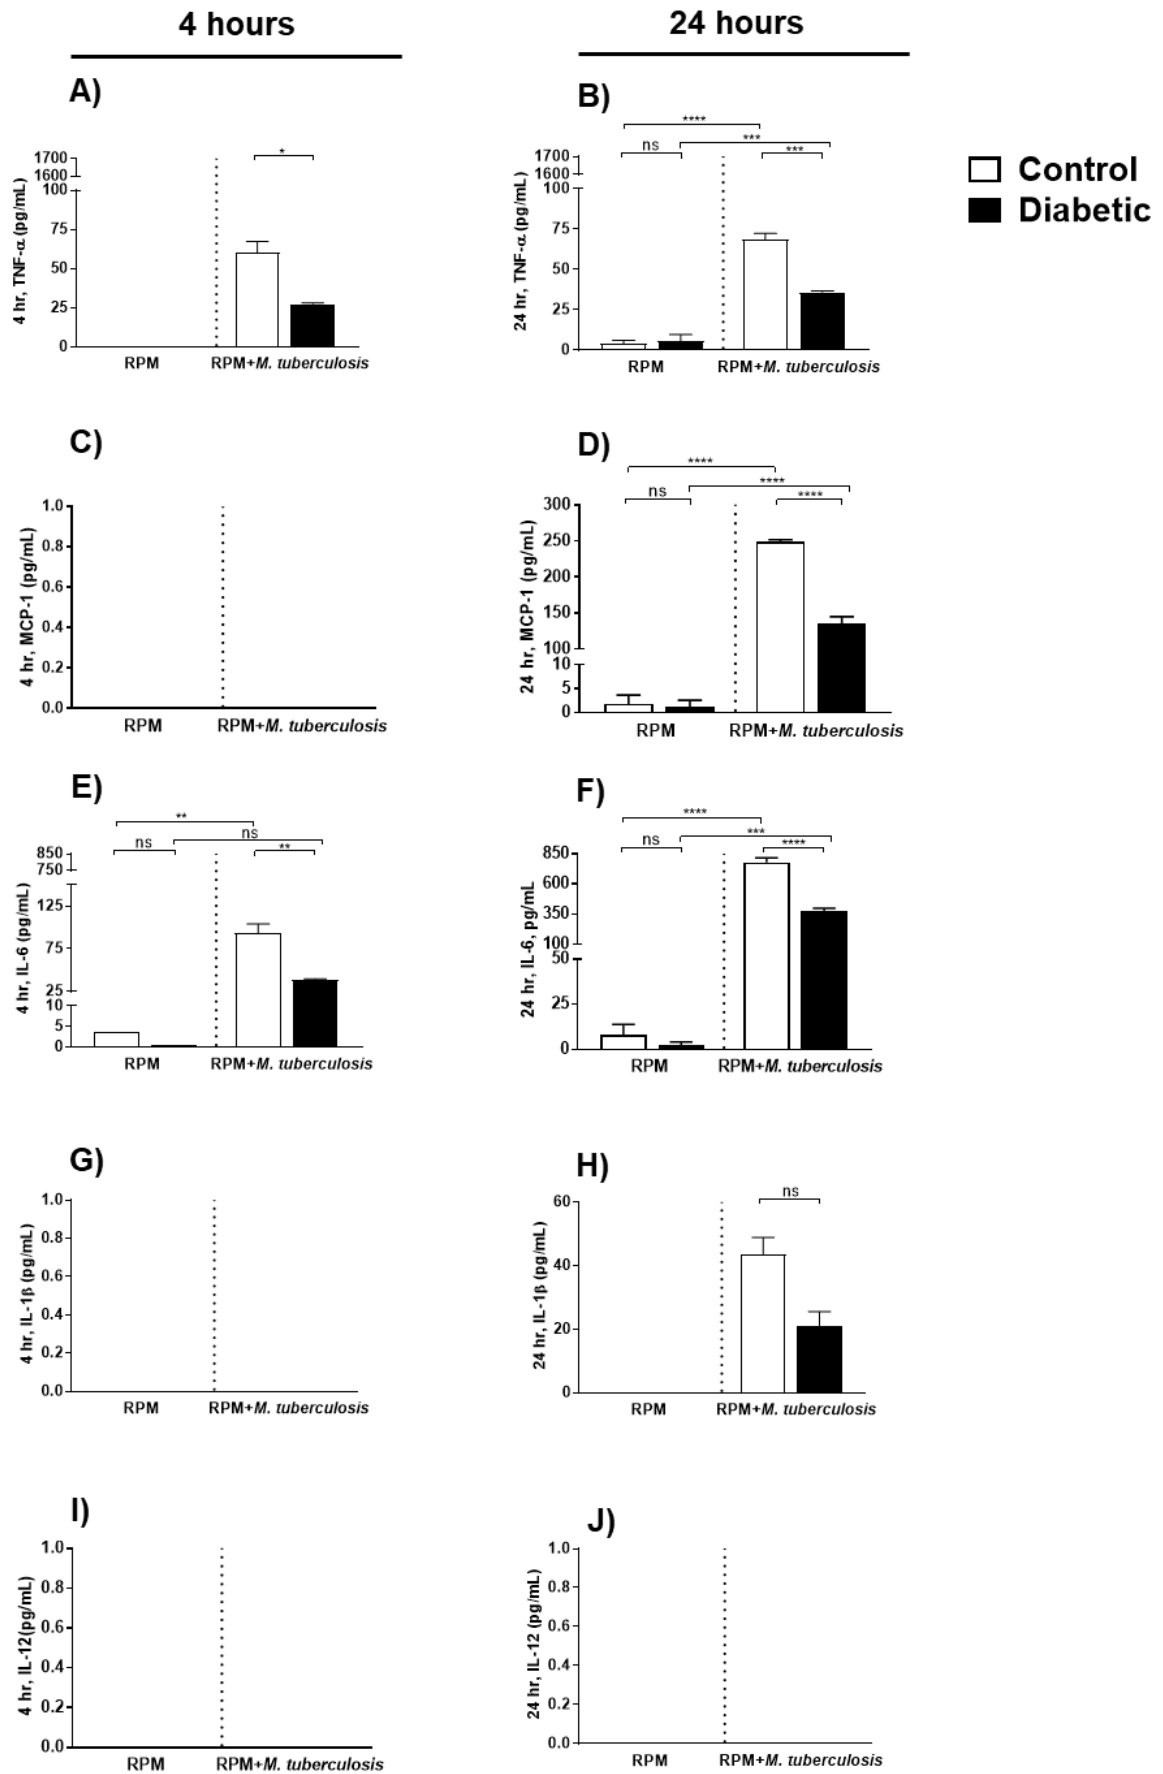 4 hours
24 hours
Control
Diabetic
A)
4 hr, TNF-α (pg/mL)
1700
1600
100
75
50
25
0
*
RPM
RPM+M. tuberculosis
B)
24 hr, TNF-α (pg/mL)
1700
1600
100
75
50
25
0
****
***
ns
***
RPM
RPM+M. tuberculosis
C)
4 hr, MCP-1 (pg/mL)
1.0
0.8
0.6
0.4
0.2
0.0
RPM
RPM+M. tuberculosis
D)
24 hr, MCP-1 (pg/mL)
300
250
200
150
100
10
5
0
****
****
ns
****
RPM
RPM+M. tuberculosis
E)
4 hr, IL-6 (pg/mL)
850
750
125
75
25
10
5
0
**
ns
ns
**
RPM
RPM+M. tuberculosis
F)
24 hr, IL-6, pg/mL
850
600
350
100
50
25
0
****
***
ns
****
RPM
RPM+M. tuberculosis
G)
4 hr, IL-1β (pg/mL)
1.0
0.8
0.6
0.4
0.2
0.0
RPM
RPM+M. tuberculosis
H)
24 hr, IL-1β (pg/mL)
60
40
20
0
ns
RPM
RPM+M. tuberculosis
I)
4 hr, IL-12(pg/mL)
1.0
0.8
0.6
0.4
0.2
0.0
RPM
RPM+M. tuberculosis
J)
24 hr, IL-12 (pg/mL)
1.0
0.8
0.6
0.4
0.2
0.0
RPM
RPM+M. tuberculosis